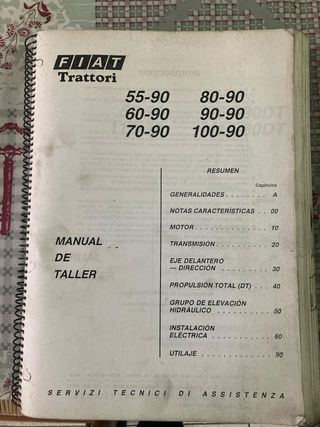 FIAT
Trattori
55-90 80-90
60-90 90-90
70-90 100-90
RESUMEN
Capítulos
GENERALIDADES . . . . . . . . A
NOTAS CARACTERÍSTICAS . . 00
MOTOR . . . . . . . . . . . . . . . 10
TRANSMISIÓN . . . . . . . . . . 20
EJE DELANTERO
— DIRECCIÓN . . . . . . . . . . 30
PROPULSIÓN TOTAL (DT) . . 40
GRUPO DE ELEVACIÓN
HIDRÁULICO . . . . . . . . . . . 50
INSTALACIÓN
ELÉCTRICA . . . . . . . . . . . . 60
UTILAJE . . . . . . . . . . . . . . 90
MANUAL
DE
TALLER
SERVIZI TECNICI DI ASSISTENZA